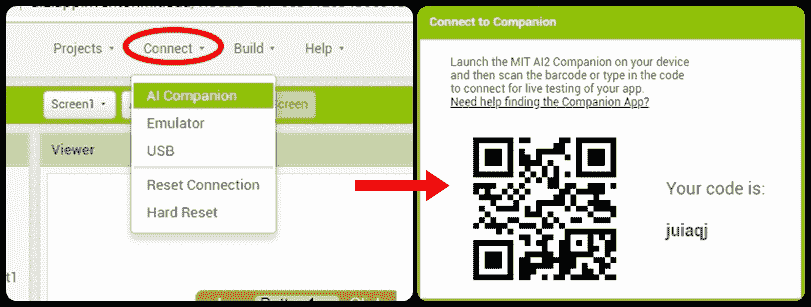 Projects
Connect
Build
Help
Screen1
AI Companion
Emulator
USB
Reset Connection
Hard Reset
Viewer
Connect to Companion
Launch the MIT AI2 Companion on your device
and then scan the barcode or type in the code
to connect for live testing of your app.
Need help finding the Companion App?
Your code is:
juiaqj